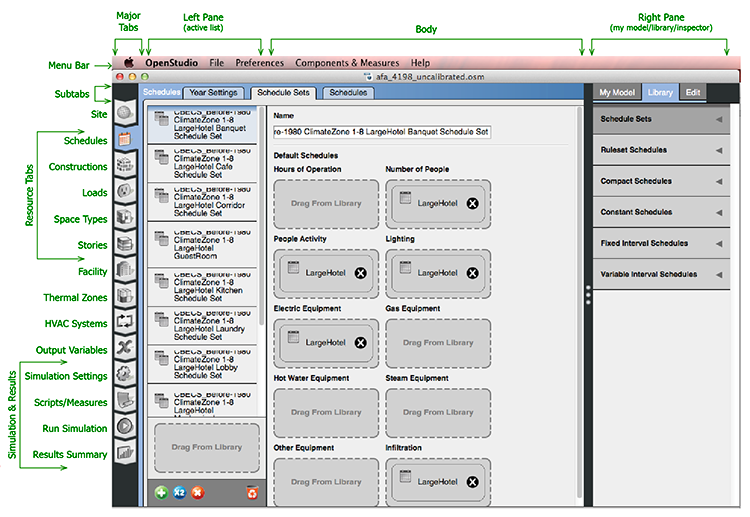 Major
Tabs
Left Pane
(active list)
Body
Right Pane
(my model/library/inspector)
Menu Bar
OpenStudio File Preferences Components & Measures Help
afa_4198_uncalibrated.osm
Subtabs
Schedules Year Settings Schedule Sets Schedules
My Model Library Edit
Site
Schedules
Constructions
Loads
Space Types
Stories
Facility
Thermal Zones
HVAC Systems
Output Variables
Simulation Settings
Scripts/Measures
Run Simulation
Results Summary
Resource Tabs
Simulation & Results
CBECS_Before-1980
ClimateZone 1-8
LargeHotel Banquet
Schedule Set
CBECS_Before-1980
ClimateZone 1-8
LargeHotel Cafe
Schedule Set
CBECS_Before-1980
ClimateZone 1-8
LargeHotel Corridor
Schedule Set
CBECS_Before-1980
ClimateZone 1-8
LargeHotel
GuestRoom
CBECS_Before-1980
ClimateZone 1-8
LargeHotel Kitchen
Schedule Set
CBECS_Before-1980
ClimateZone 1-8
LargeHotel Laundry
Schedule Set
CBECS_Before-1980
ClimateZone 1-8
LargeHotel Lobby
Schedule Set
CBECS_Before-1980
ClimateZone 1-8
LargeHotel
Drag From Library
X2
Name
re-1980 ClimateZone 1-8 LargeHotel Banquet Schedule Set
Default Schedules
Hours of Operation Number of People
Drag From Library LargeHotel
People Activity Lighting
LargeHotel LargeHotel
Electric Equipment Gas Equipment
LargeHotel Drag From Library
Hot Water Equipment Steam Equipment
Drag From Library Drag From Library
Other Equipment Infiltration
Drag From Library LargeHotel
Schedule Sets
Ruleset Schedules
Compact Schedules
Constant Schedules
Fixed Interval Schedules
Variable Interval Schedules